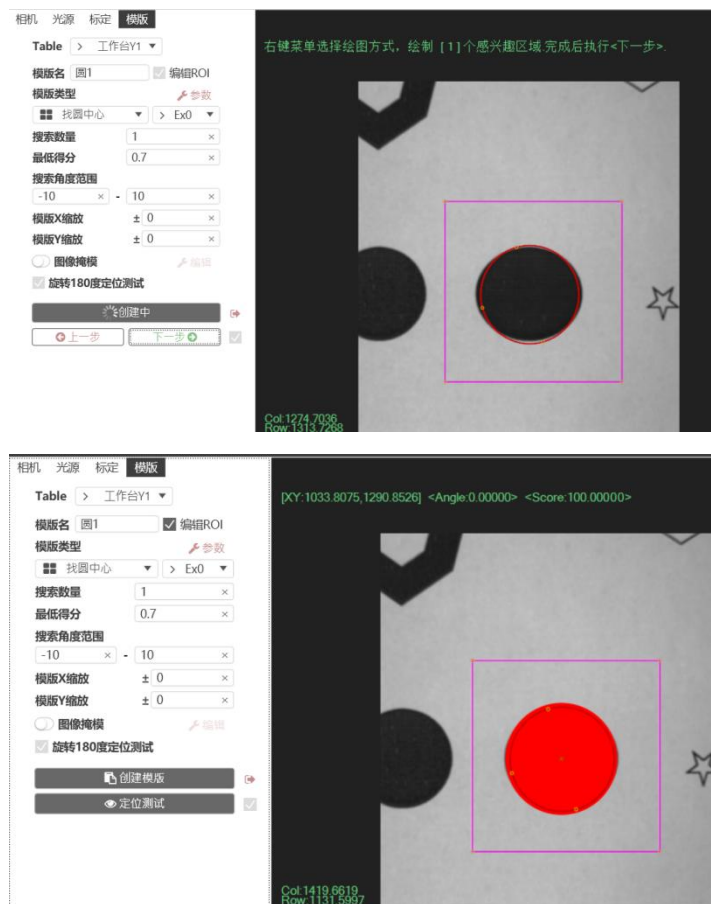 相机 光源 标定 模版
Table > 工作台Y1
右键菜单选择绘图方式，绘制 [1]个感兴趣区域.完成后执行<下一步>.
模版名 圆1 编辑ROI
模版类型 参数
找圆中心 > Ex0
搜索数量 1 ×
最低得分 0.7 ×
搜索角度范围
-10 × - 10 ×
模版X缩放 ± 0 ×
模版Y缩放 ± 0 ×
图像掩模 编辑
旋转180度定位测试
创建中
上一步 下一步
Col:1274.7036
Row:1313.7268
相机 光源 标定 模版
Table > 工作台Y1
[XY:1033.8075,1290.8526] <Angle:0.00000> <Score:100.00000>
模版名 圆1 编辑ROI
模版类型 参数
找圆中心 > Ex0
搜索数量 1 ×
最低得分 0.7 ×
搜索角度范围
-10 × - 10 ×
模版X缩放 ± 0 ×
模版Y缩放 ± 0 ×
图像掩模 编辑
旋转180度定位测试
创建模版
定位测试
Col:1419.6619
Row:1131.5997